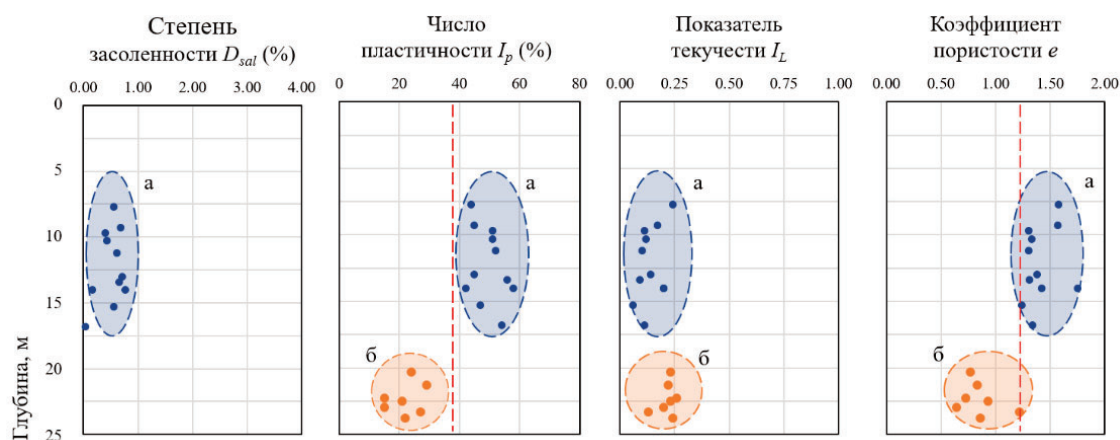 Степень
засоленности Dsal (%)
Число
пластичности Ip (%)
Показатель
текучести IL
Коэффициент
пористости e
0.00 1.00 2.00 3.00 4.00
0 20 40 60 80
0.00 0.25 0.50 0.75 1.00
0.00 0.50 1.00 1.50 2.00
0
5
10
15
20
25
Глубина, м
а
а
б
а
б
а
б